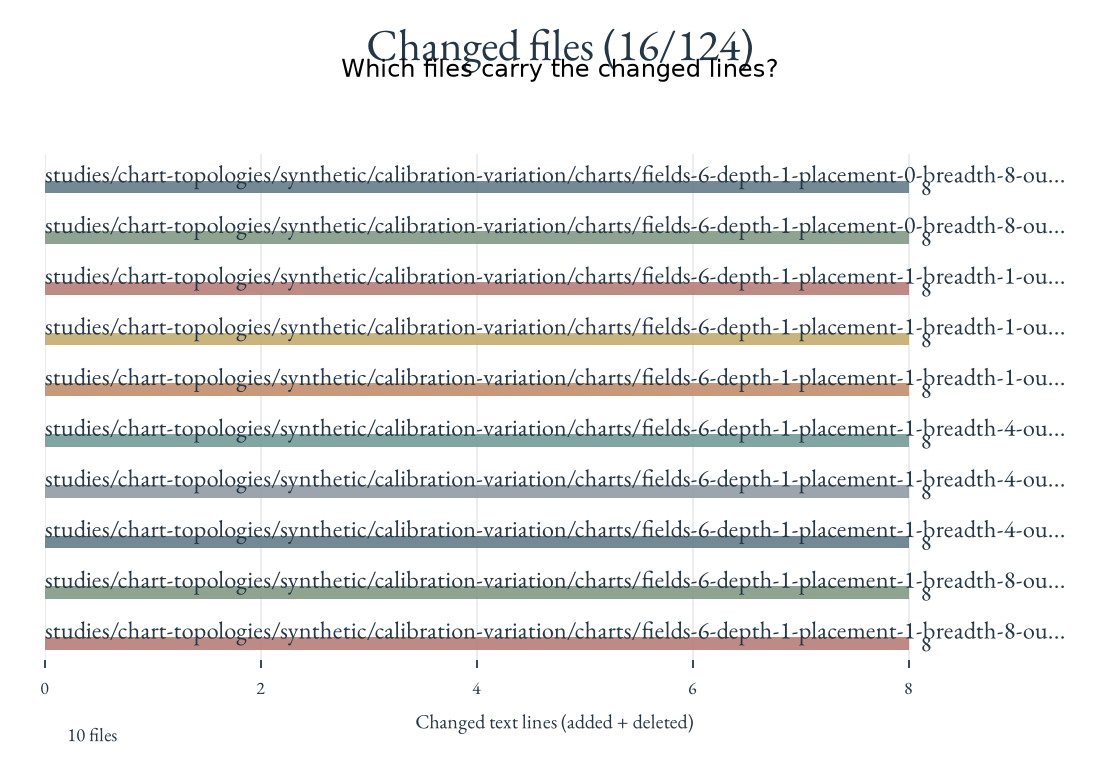 Changed files (16/124)
Which files carry the changed lines?
studies/chart-topologies/synthetic/calibration-variation/charts/fields-6-depth-1-placement-0-breadth-8-ou...
8
studies/chart-topologies/synthetic/calibration-variation/charts/fields-6-depth-1-placement-0-breadth-8-ou...
8
studies/chart-topologies/synthetic/calibration-variation/charts/fields-6-depth-1-placement-1-breadth-1-ou...
8
studies/chart-topologies/synthetic/calibration-variation/charts/fields-6-depth-1-placement-1-breadth-1-ou...
8
studies/chart-topologies/synthetic/calibration-variation/charts/fields-6-depth-1-placement-1-breadth-1-ou...
8
studies/chart-topologies/synthetic/calibration-variation/charts/fields-6-depth-1-placement-1-breadth-4-ou...
8
studies/chart-topologies/synthetic/calibration-variation/charts/fields-6-depth-1-placement-1-breadth-4-ou...
8
studies/chart-topologies/synthetic/calibration-variation/charts/fields-6-depth-1-placement-1-breadth-4-ou...
8
studies/chart-topologies/synthetic/calibration-variation/charts/fields-6-depth-1-placement-1-breadth-8-ou...
8
studies/chart-topologies/synthetic/calibration-variation/charts/fields-6-depth-1-placement-1-breadth-8-ou...
8
0 2 4 6 8
Changed text lines (added + deleted)
10 files